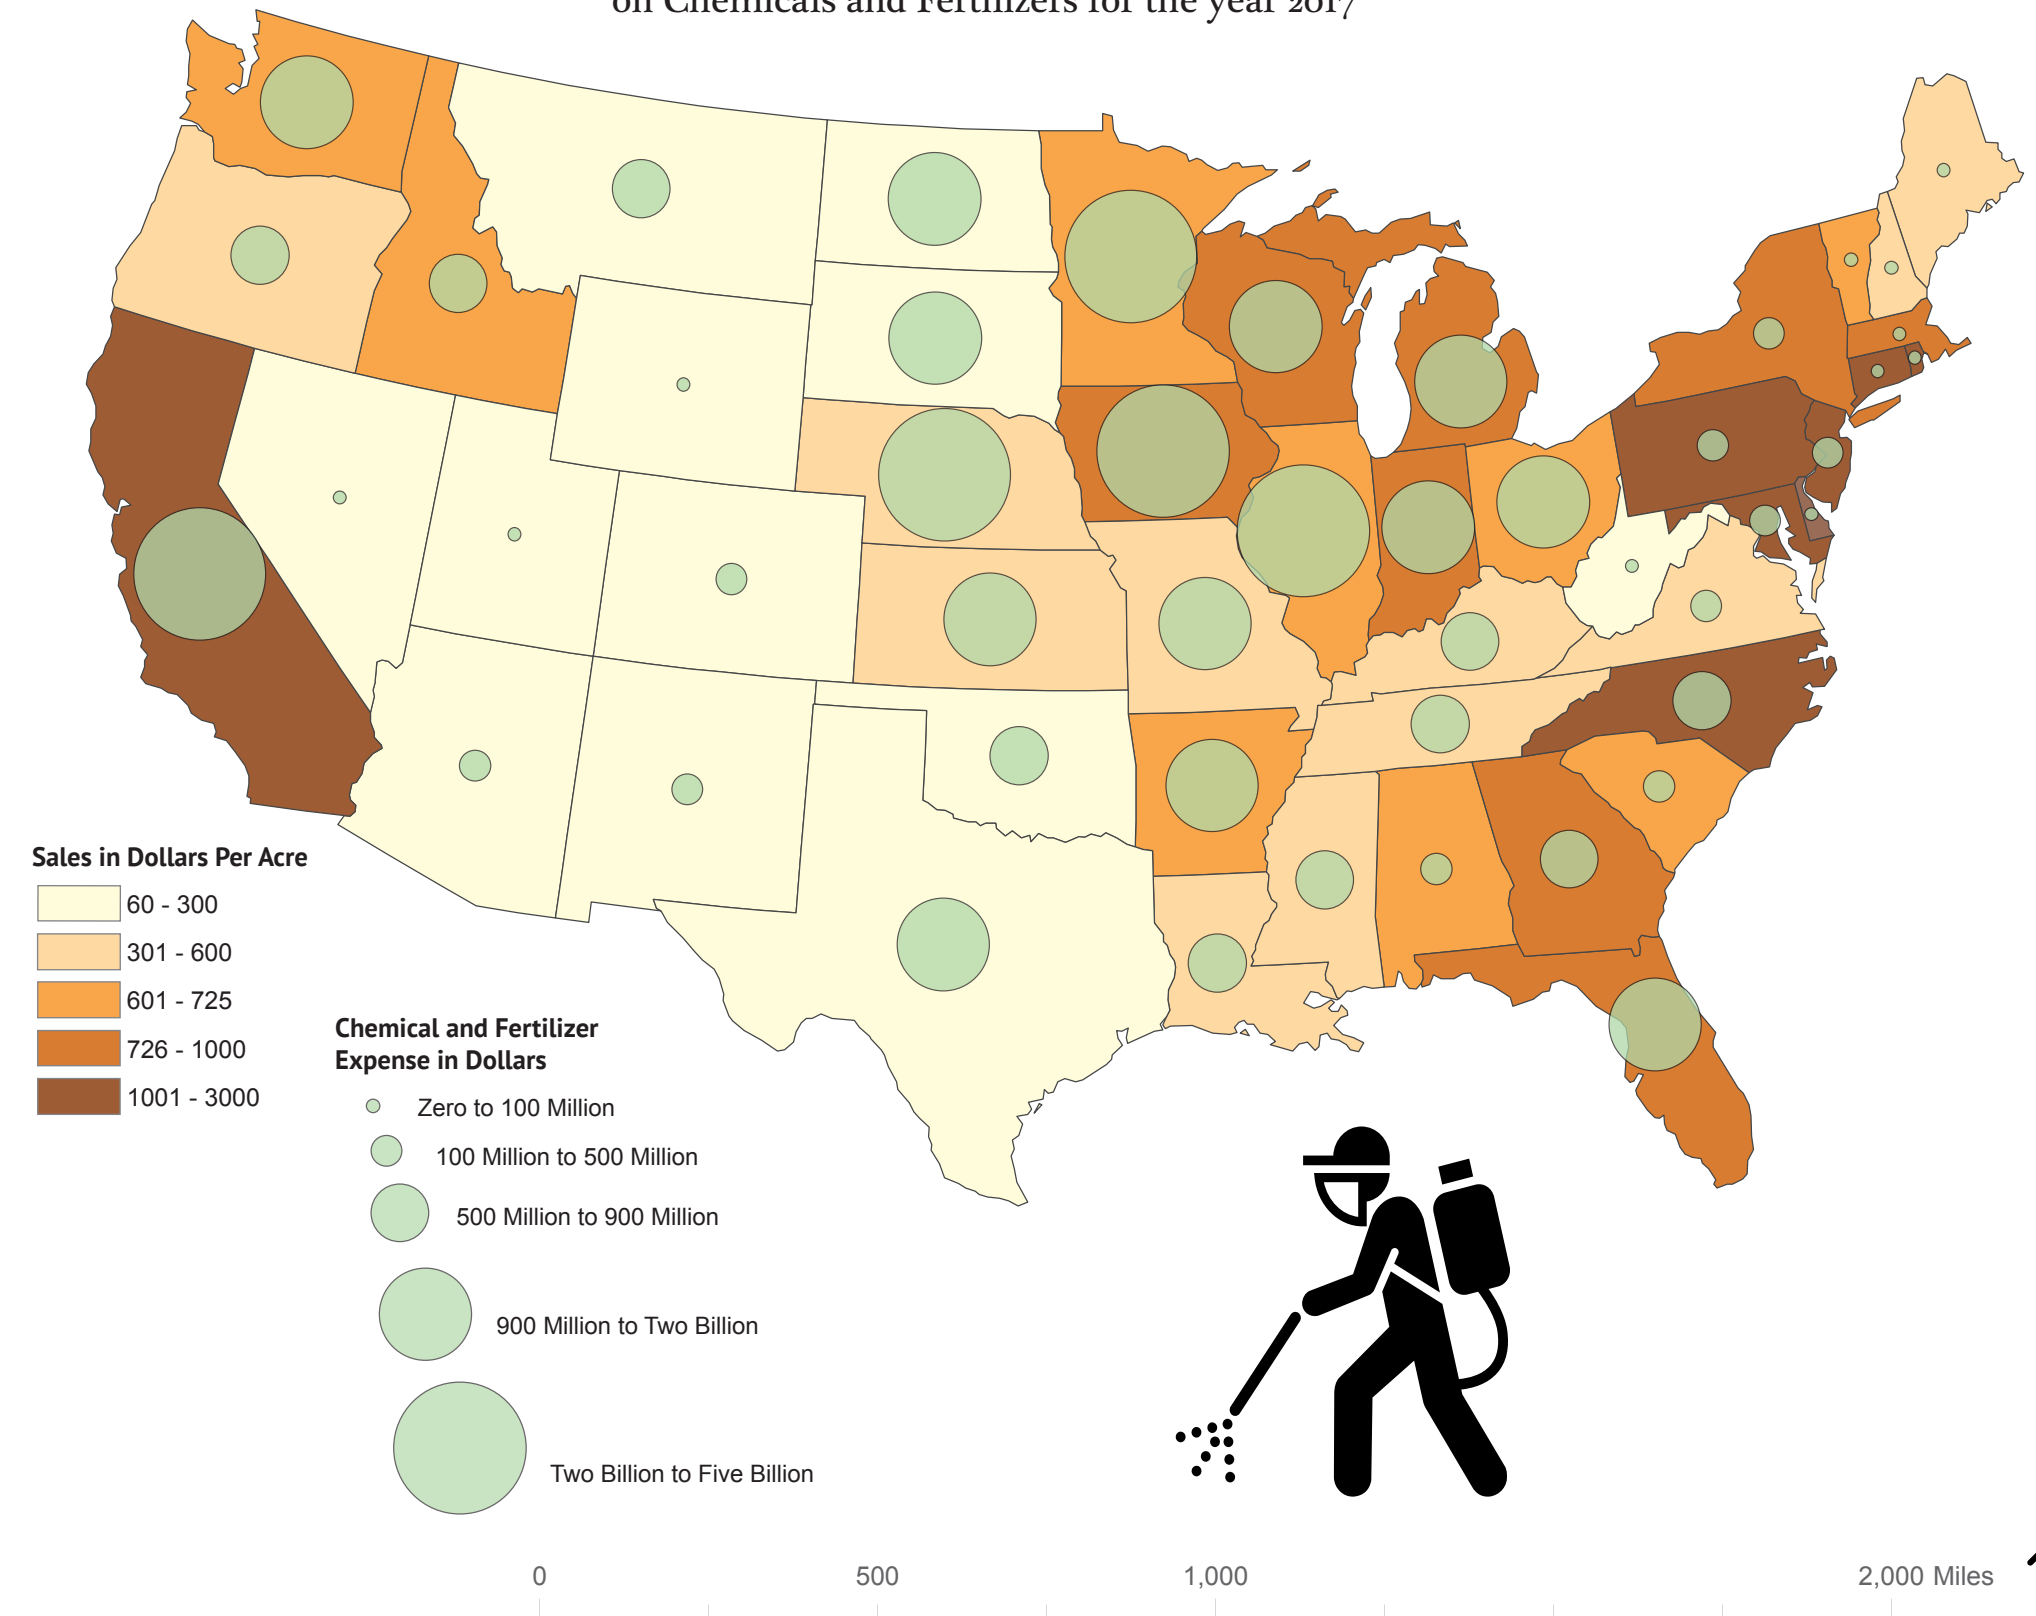 on Chemicals and Fertilizers for the year 2017
Sales in Dollars Per Acre
60 - 300
301 - 600
601 - 725
726 - 1000
1001 - 3000
Chemical and Fertilizer
Expense in Dollars
Zero to 100 Million
100 Million to 500 Million
500 Million to 900 Million
900 Million to Two Billion
Two Billion to Five Billion
0 500 1,000 2,000 Miles